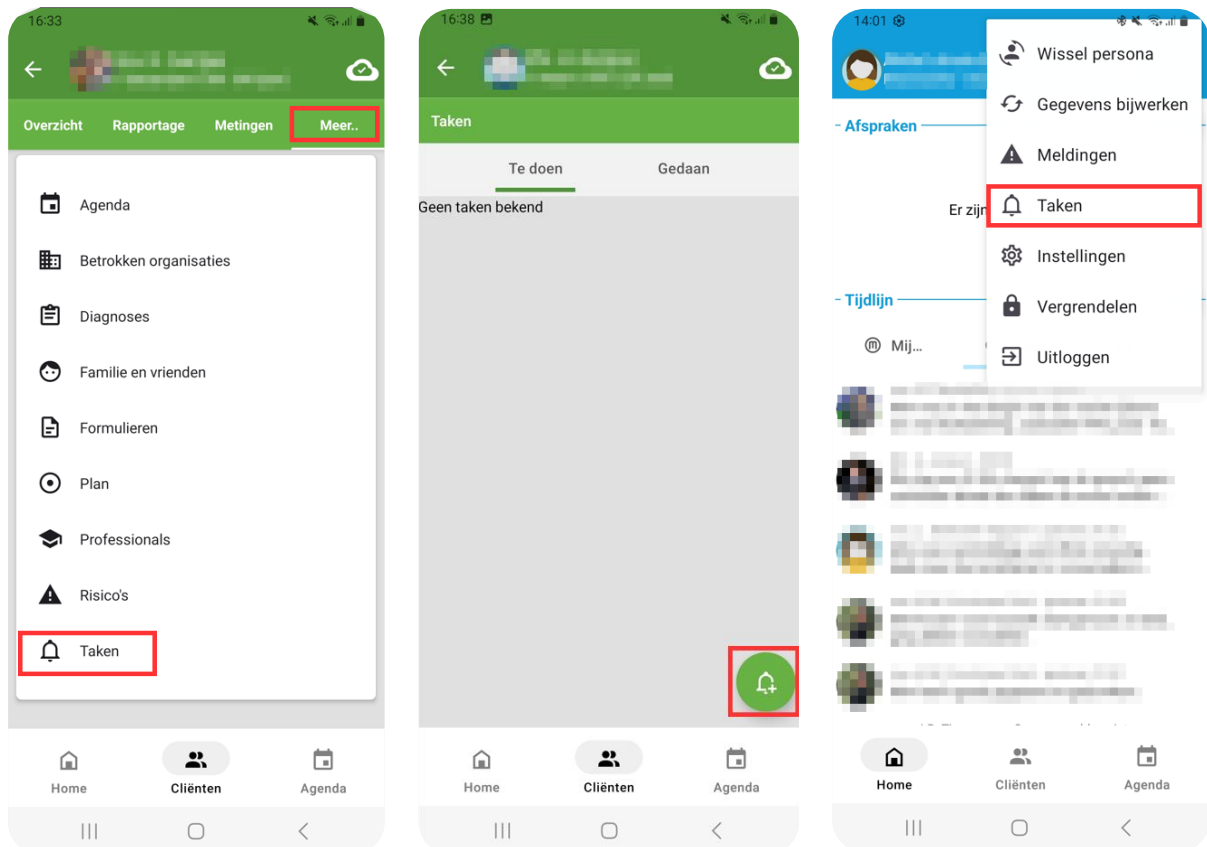 16:33
Overzicht Rapportage Metingen Meer..
Agenda
Betrokken organisaties
Diagnoses
Familie en vrienden
Formulieren
Plan
Professionals
Risico's
Taken
Home Cliënten Agenda
16:38
Taken
Te doen Gedaan
Geen taken bekend
Home Cliënten Agenda
14:01
Wissel persona
Gegevens bijwerken
Meldingen
Taken
Instellingen
Vergrendelen
Uitloggen
Afspraken
Er zijn
Tijdlijn
Mij...
Home Cliënten Agenda